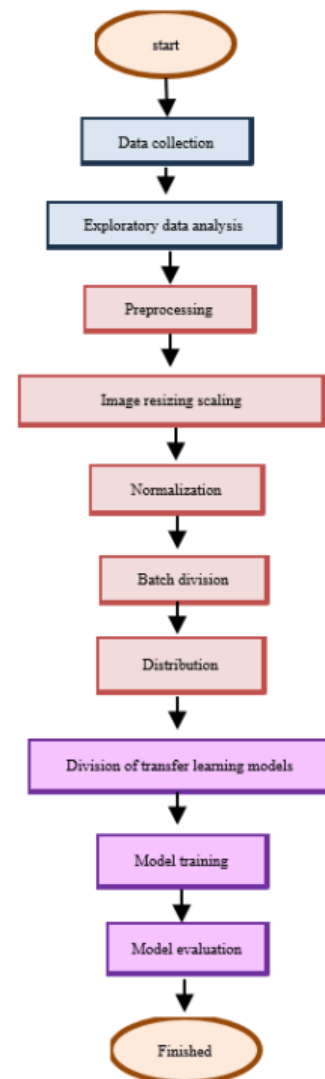 start
Data collection
Exploratory data analysis
Preprocessing
Image resizing scaling
Normalization
Batch division
Distribution
Division of transfer learning models
Model training
Model evaluation
Finished